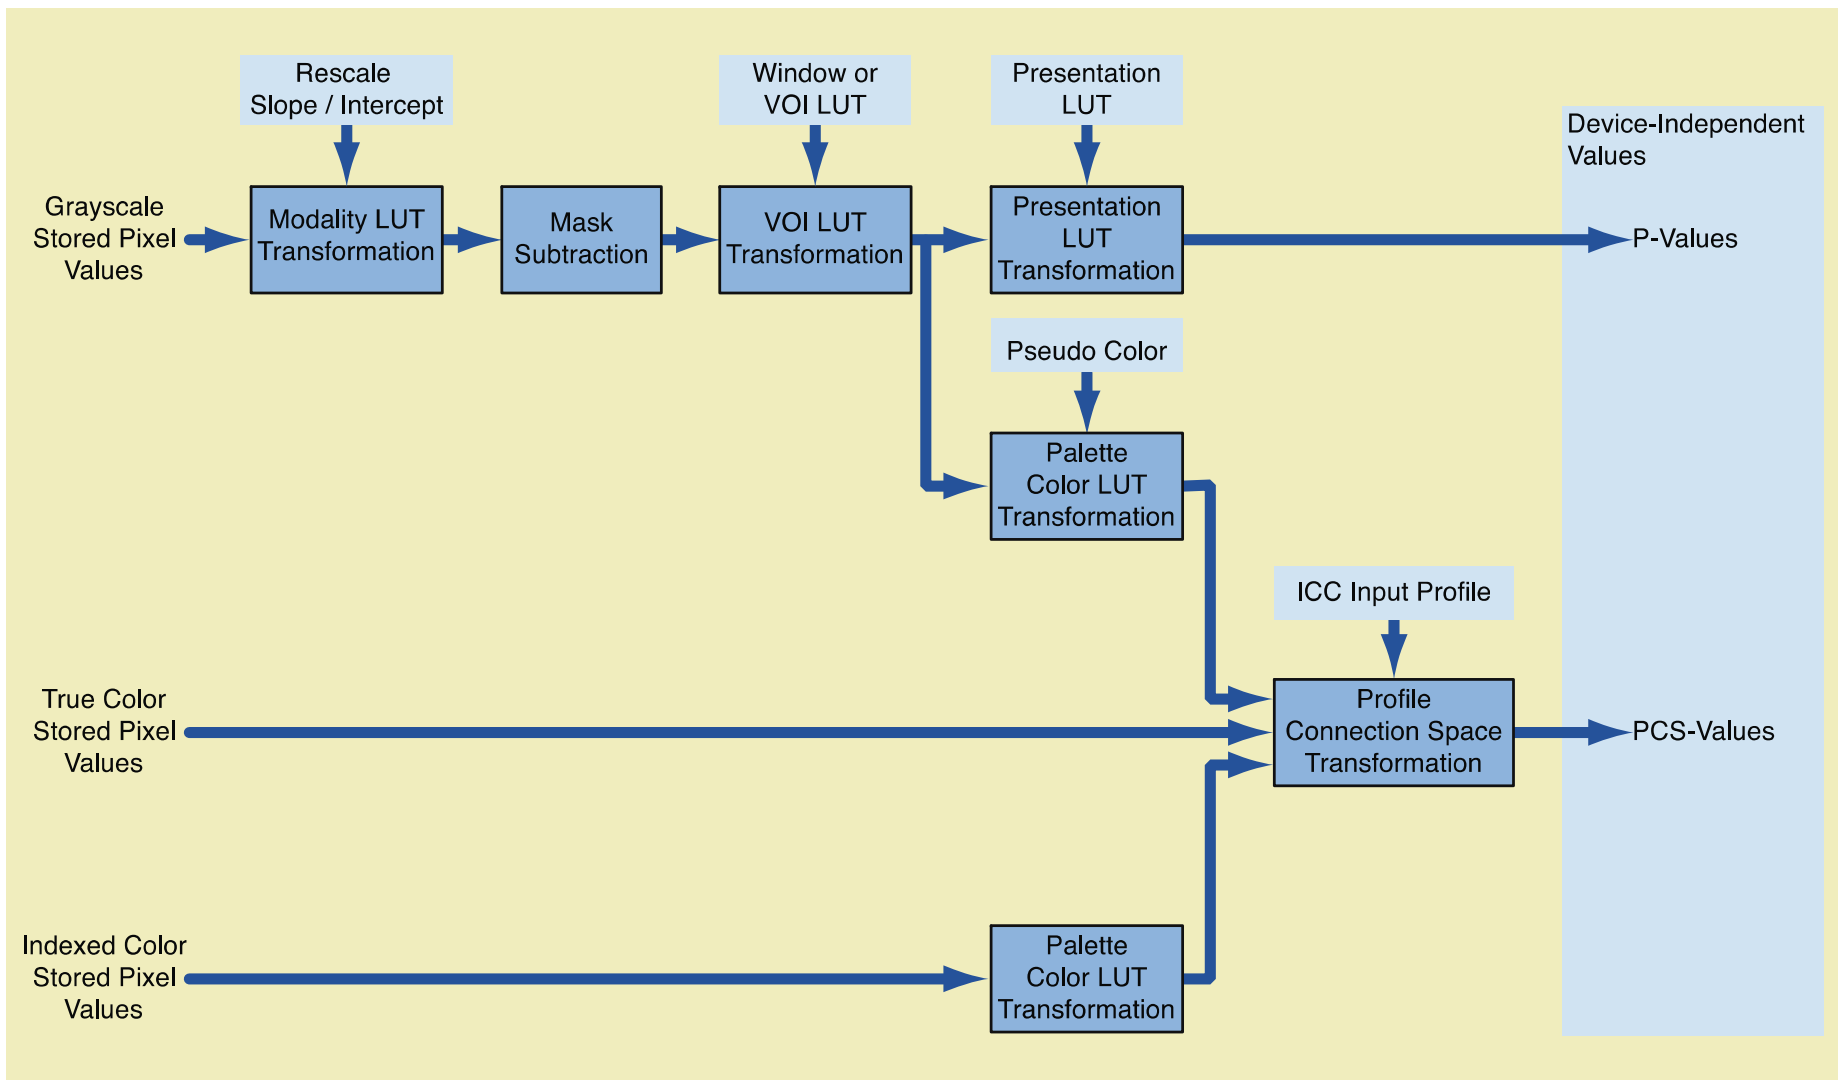 Rescale
Slope / Intercept
Window or
VOI LUT
Presentation
LUT
Device-Independent
Values
Grayscale
Stored Pixel
Values
Modality LUT
Transformation
Mask
Subtraction
VOI LUT
Transformation
Presentation
LUT
Transformation
P-Values
Pseudo Color
Palette
Color LUT
Transformation
ICC Input Profile
True Color
Stored Pixel
Values
Profile
Connection Space
Transformation
PCS-Values
Indexed Color
Stored Pixel
Values
Palette
Color LUT
Transformation